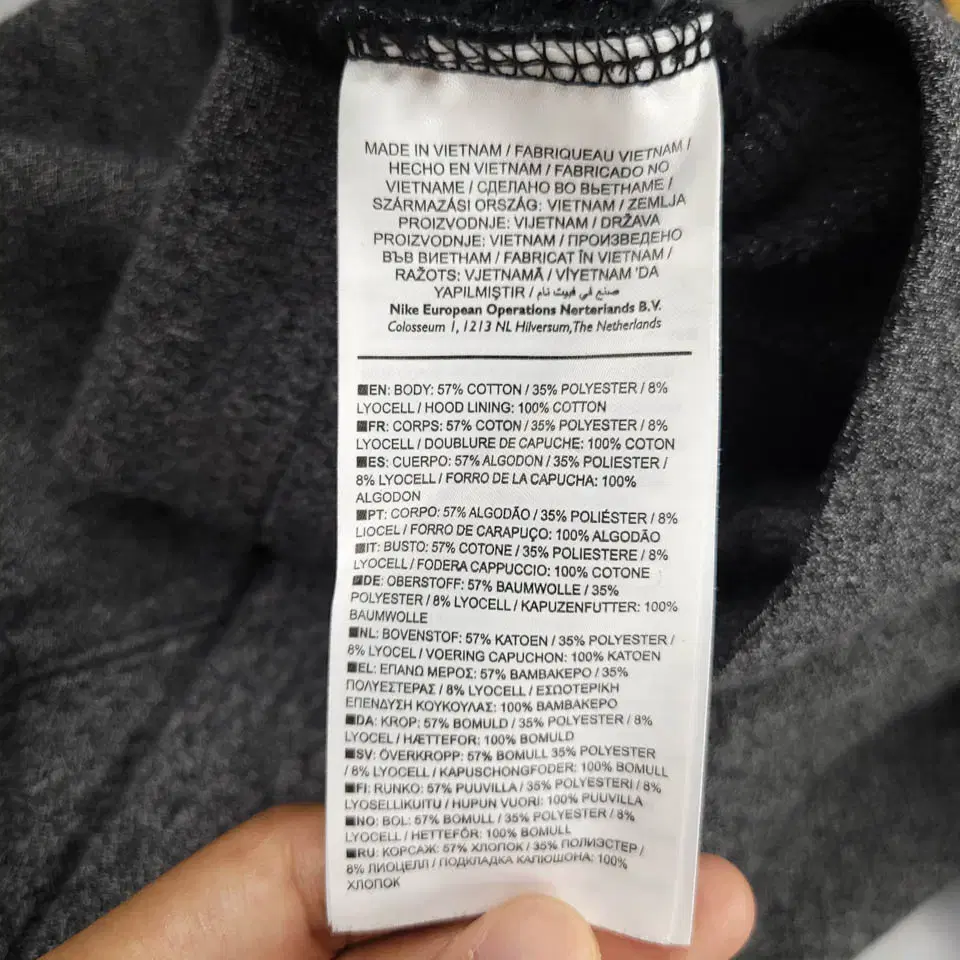 MADE IN VIETNAM / FABRIQUEAU VIETNAM /
HECHO EN VIETNAM / FABRICADO NO
VIETNAME / СДЕЛАНО ВО ВЬЕТНАМЕ /
SZÁRMAZÁSI ORSZÁG: VIETNAM / ZEMLJA
PROIZVODNJE: VIJETNAM / DRŽAVA
PROIZVODNJE: VIETNAM / ПРОИЗВЕДЕНО
ВЪВ ВИЕТНАМ / FABRICAT ÎN VIETNAM /
RAŽOTS: VJETNAMĀ / VİYETNAM 'DA
YAPILMIŞTIR / صنع في فييت نام
Nike European Operations Nerterlands B.V.
Colosseum 1, 1213 NL Hilversum,The Netherlands
EN: BODY: 57% COTTON / 35% POLYESTER / 8%
LYOCELL / HOOD LINING: 100% COTTON
FR: CORPS: 57% COTON / 35% POLYESTER / 8%
LYOCELL / DOUBLURE DE CAPUCHE: 100% COTON
ES: CUERPO: 57% ALGODON / 35% POLIESTER /
8% LYOCELL / FORRO DE LA CAPUCHA: 100%
ALGODON
PT: CORPO: 57% ALGODÃO / 35% POLIÉSTER / 8%
LIOCEL / FORRO DE CARAPUÇO: 100% ALGODÃO
IT: BUSTO: 57% COTONE / 35% POLIESTERE / 8%
LYOCELL / FODERA CAPPUCCIO: 100% COTONE
DE: OBERSTOFF: 57% BAUMWOLLE / 35%
POLYESTER / 8% LYOCELL / KAPUZENFUTTER: 100%
BAUMWOLLE
NL: BOVENSTOF: 57% KATOEN / 35% POLYESTER /
8% LYOCEL / VOERING CAPUCHON: 100% KATOEN
EL: ΕΠΑΝΩ ΜΕΡΟΣ: 57% ΒΑΜΒΑΚΕΡΟ / 35%
ΠΟΛΥΕΣΤΕΡΑΣ / 8% LYOCELL / ΕΣΩΟΤΕΡΙΚΗ
ΕΠΕΝΔΥΣΗ ΚΟΥΚΟΥΛΑΣ: 100% ΒΑΜΒΑΚΕΡΟ
DA: KROP: 57% BOMULD / 35% POLYESTER / 8%
LYOCEL / HÆTTEFOR: 100% BOMULD
SV: ÖVERKROPP: 57% BOMULL 35% POLYESTER
/ 8% LYOCELL / KAPUSCHONGFODER: 100% BOMULL
FI: RUNKO: 57% PUUVILLA / 35% POLYESTERI / 8%
LYOSELLIKUITU / HUPUN VUORI: 100% PUUVILLA
NO: BOL: 57% BOMULL / 35% POLYESTER / 8%
LYOCELL / HETTEFÔR: 100% BOMULL
RU: КОРСАЖ: 57% ХЛОПОК / 35% ПОЛИЭСТЕР /
8% ЛИОЦЕЛЛ / ПОДКЛАДКА КАПЮШОНА: 100%
ХЛОПОК